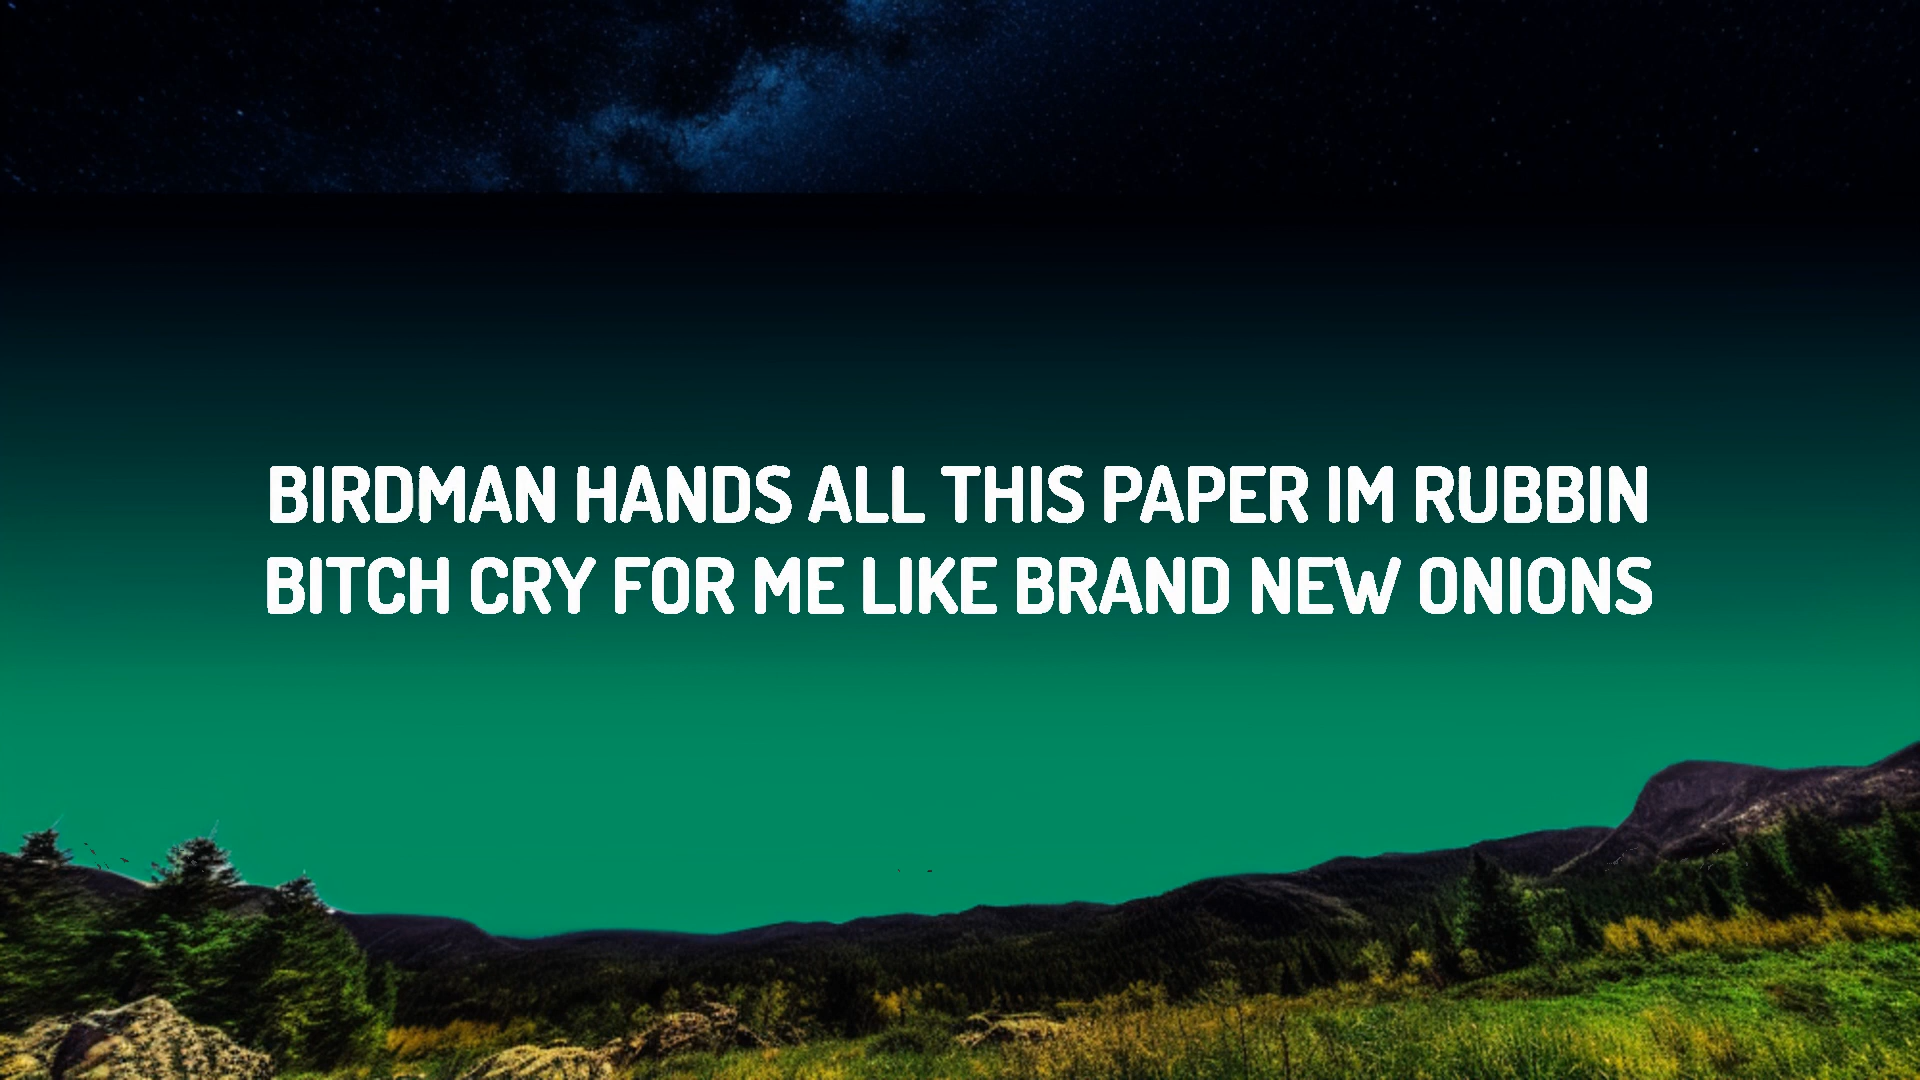 BIRDMAN HANDS ALL THIS PAPER IM RUBBIN
BITCH CRY FOR ME LIKE BRAND NEW ONIONS